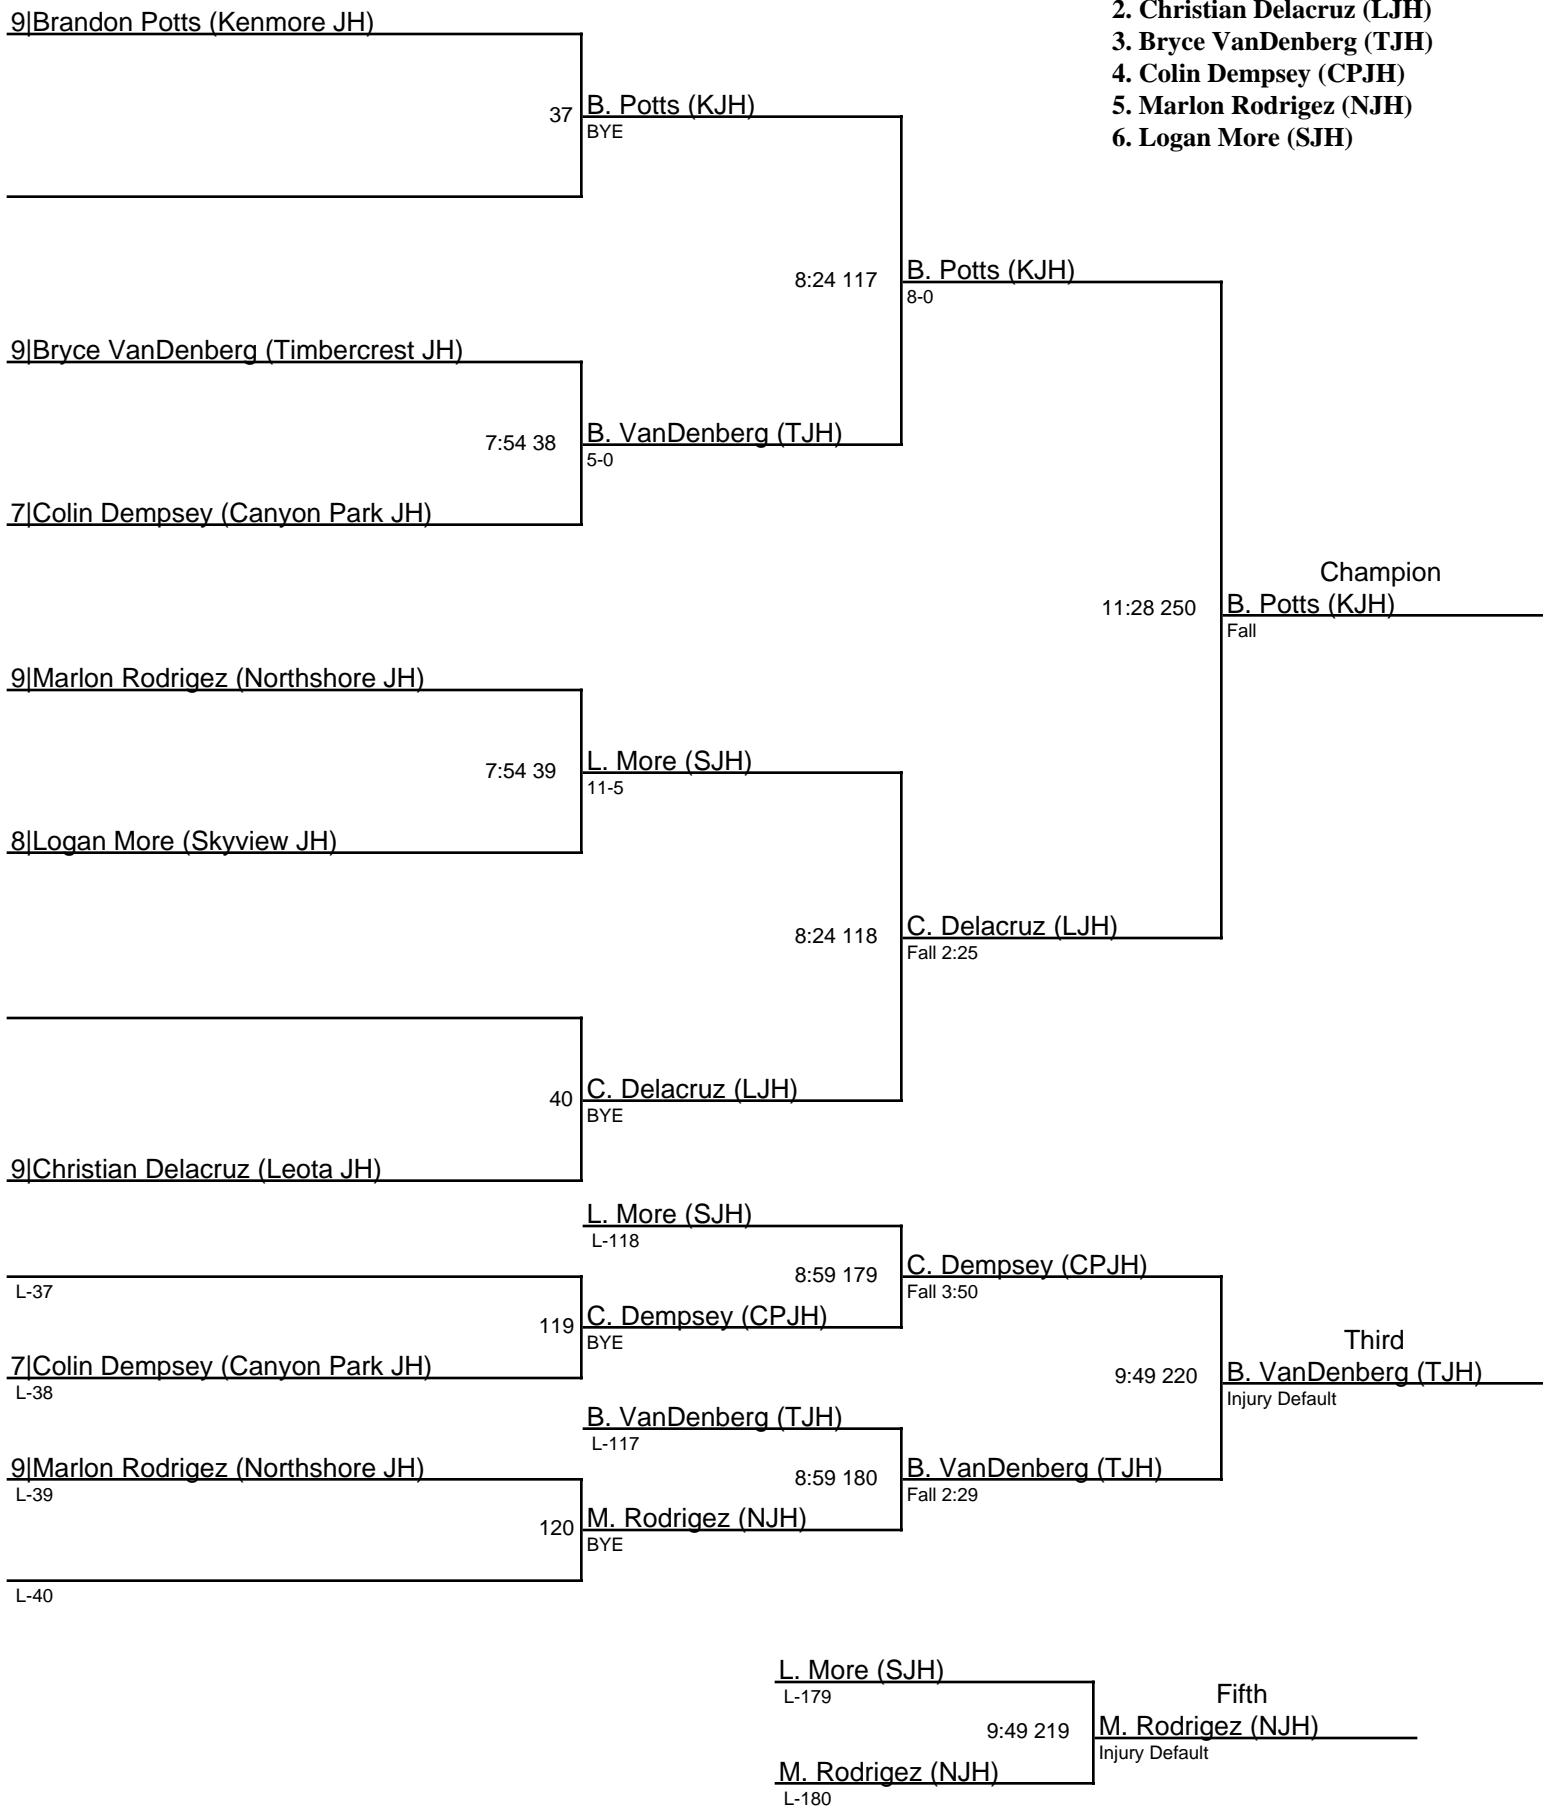 2. Christian Delacruz (LJH)
3. Bryce VanDenberg (TJH)
4. Colin Dempsey (CPJH)
5. Marlon Rodrigez (NJH)
6. Logan More (SJH)
9|Brandon Potts (Kenmore JH)
37
B. Potts (KJH)
BYE
8:24 117
B. Potts (KJH)
8-0
9|Bryce VanDenberg (Timbercrest JH)
7:54 38
B. VanDenberg (TJH)
5-0
7|Colin Dempsey (Canyon Park JH)
Champion
11:28 250
B. Potts (KJH)
Fall
9|Marlon Rodrigez (Northshore JH)
7:54 39
L. More (SJH)
11-5
8|Logan More (Skyview JH)
8:24 118
C. Delacruz (LJH)
Fall 2:25
40
C. Delacruz (LJH)
BYE
9|Christian Delacruz (Leota JH)
L. More (SJH)
L-118
8:59 179
C. Dempsey (CPJH)
Fall 3:50
L-37
119
C. Dempsey (CPJH)
BYE
7|Colin Dempsey (Canyon Park JH)
L-38
Third
9:49 220
B. VanDenberg (TJH)
Injury Default
B. VanDenberg (TJH)
L-117
9|Marlon Rodrigez (Northshore JH)
L-39
8:59 180
B. VanDenberg (TJH)
Fall 2:29
120
M. Rodrigez (NJH)
BYE
L-40
L. More (SJH)
L-179
Fifth
9:49 219
M. Rodrigez (NJH)
Injury Default
M. Rodrigez (NJH)
L-180